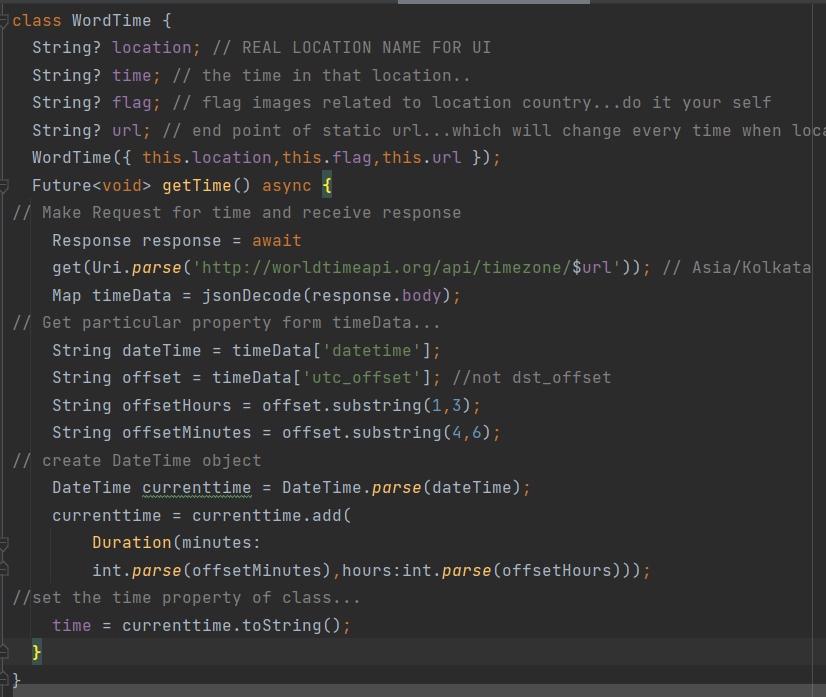 class WordTime {
String? location; // REAL LOCATION NAME FOR UI
String? time; // the time in that location..
String? flag; // flag images related to location country...do it your self
String? url; // end point of static url...which will change every time when loca
WordTime({ this.location,this.flag,this.url });
Future<void> getTime() async {
// Make Request for time and receive response
Response response = await
get(Uri.parse('http://worldtimeapi.org/api/timezone/$url')); // Asia/Kolkata
Map timeData = jsonDecode(response.body);
// Get particular property form timeData...
String dateTime = timeData['datetime'];
String offset = timeData['utc_offset']; //not dst_offset
String offsetHours = offset.substring(1,3);
String offsetMinutes = offset.substring(4,6);
// create DateTime object
DateTime currenttime = DateTime.parse(dateTime);
currenttime = currenttime.add(
Duration(minutes:
int.parse(offsetMinutes),hours:int.parse(offsetHours)));
//set the time property of class...
time = currenttime.toString();
}
}